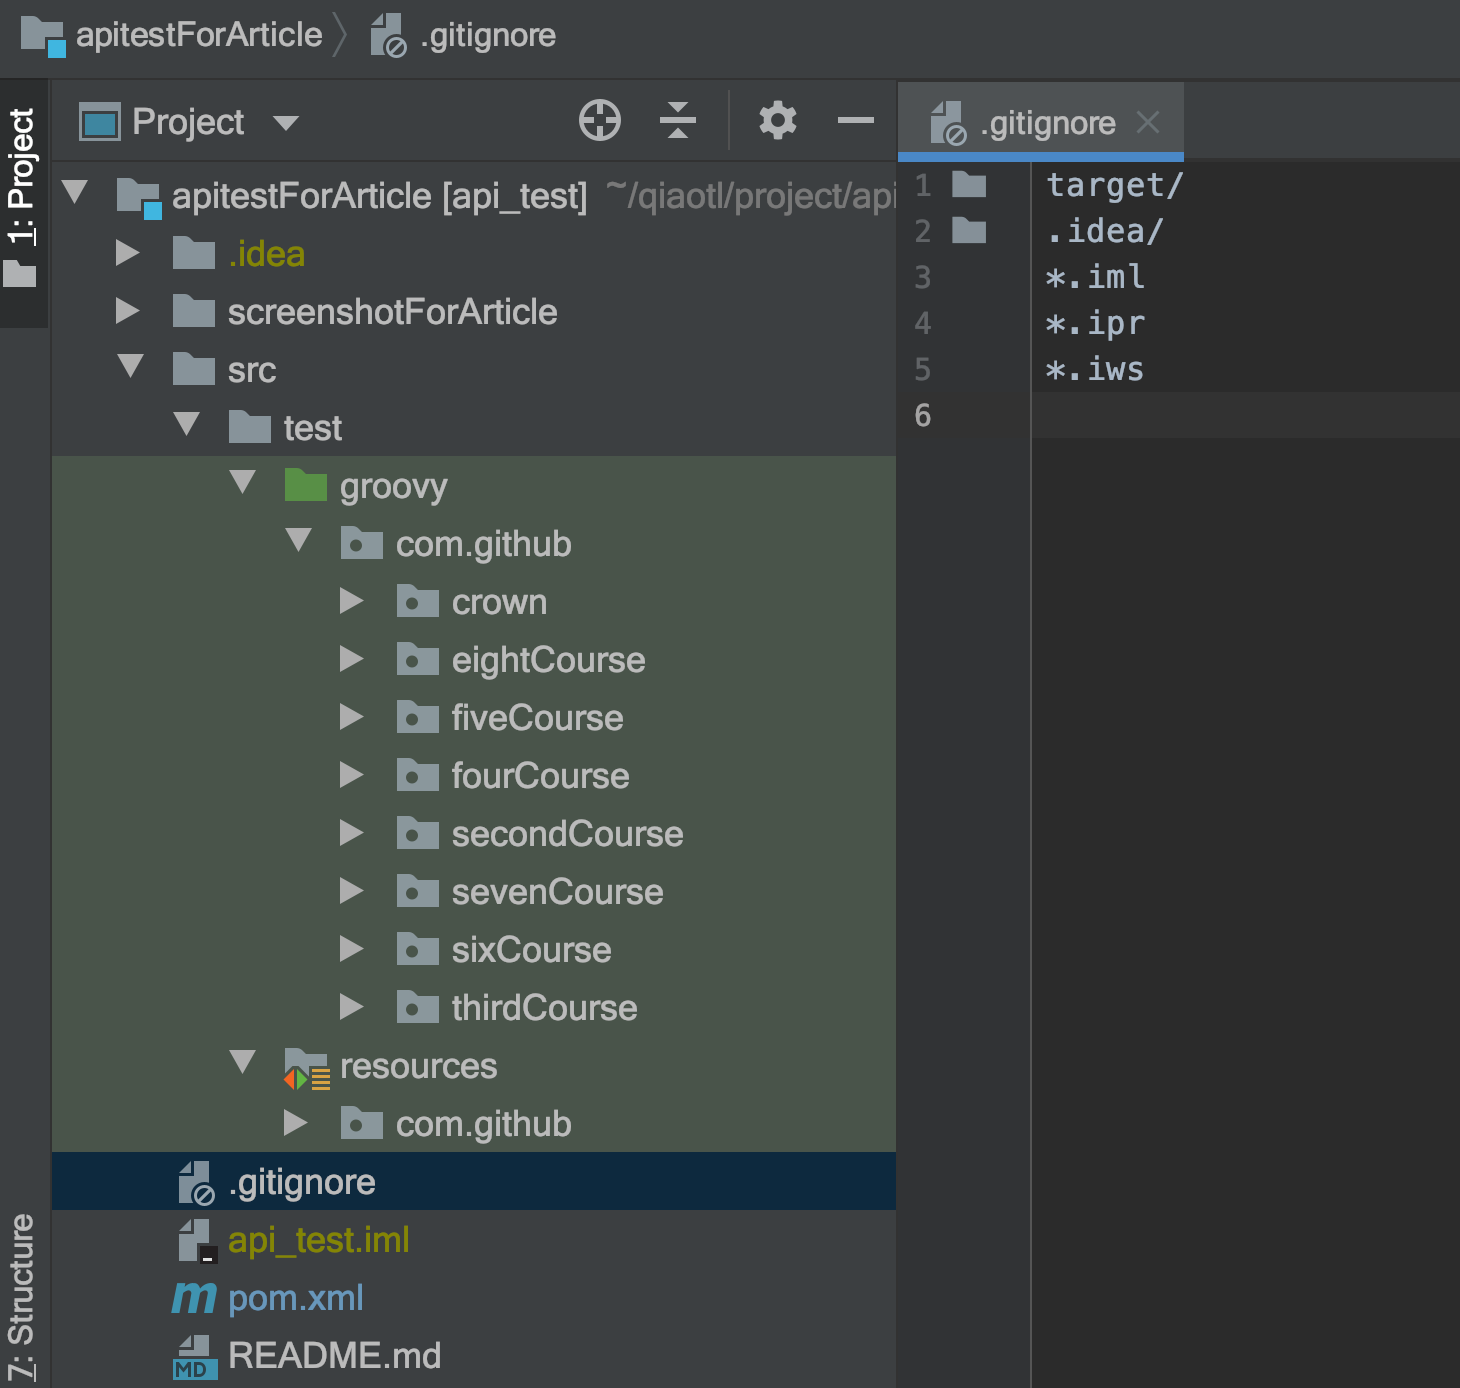 apitestForArticle
.gitignore
1: Project
Project
apitestForArticle [api_test] ~/qiaotl/project/api
.idea
screenshotForArticle
src
test
groovy
com.github
crown
eightCourse
fiveCourse
fourCourse
secondCourse
sevenCourse
sixCourse
thirdCourse
resources
com.github
.gitignore
api_test.iml
m pom.xml
MD README.md
7: Structure
.gitignore
1 target/
2 .idea/
3 *.iml
4 *.ipr
5 *.iws
6